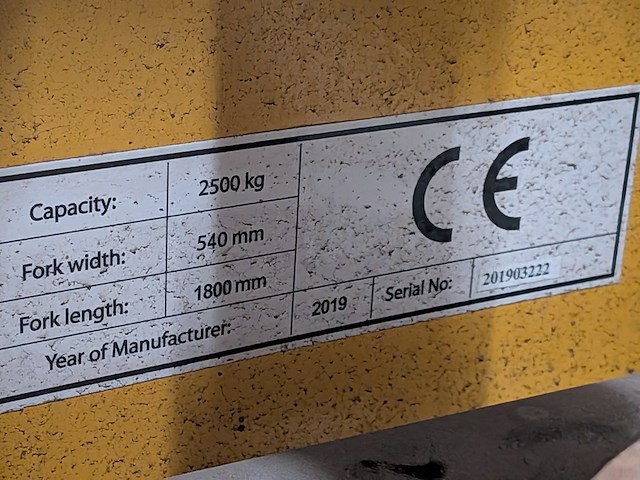 Capacity: 2500 kg
CE
Fork width: 540 mm
Fork length: 1800 mm
Year of Manufacturer: 2019 Serial No: 201903222